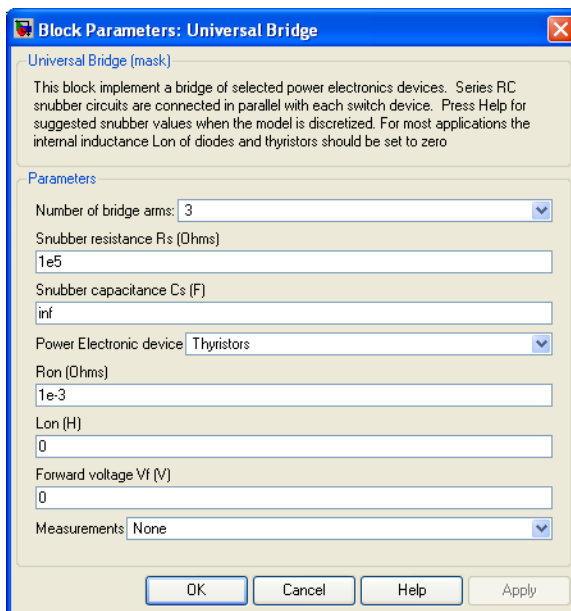 Block Parameters: Universal Bridge
Universal Bridge (mask)
This block implement a bridge of selected power electronics devices. Series RC
snubber circuits are connected in parallel with each switch device. Press Help for
suggested snubber values when the model is discretized. For most applications the
internal inductance Lon of diodes and thyristors should be set to zero
Parameters
Number of bridge arms: 3
Snubber resistance Rs (Ohms)
1e5
Snubber capacitance Cs (F)
inf
Power Electronic device Thyristors
Ron (Ohms)
1e-3
Lon (H)
0
Forward voltage Vf (V)
0
Measurements None
OK Cancel Help Apply